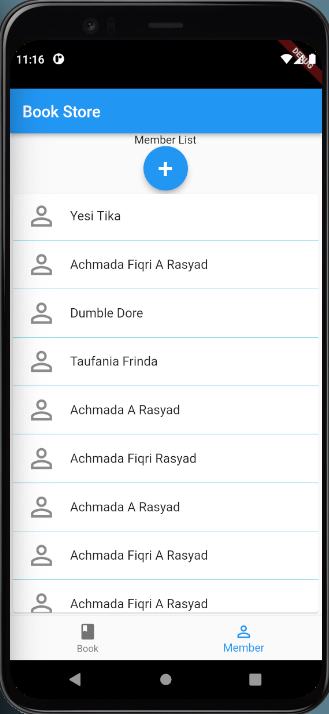 11:16
DEBUG
Book Store
Member List
Yesi Tika
Achmada Fiqri A Rasyad
Dumble Dore
Taufania Frinda
Achmada A Rasyad
Achmada Fiqri Rasyad
Achmada A Rasyad
Achmada Fiqri A Rasyad
Achmada Fiqri A Rasyad
Book
Member